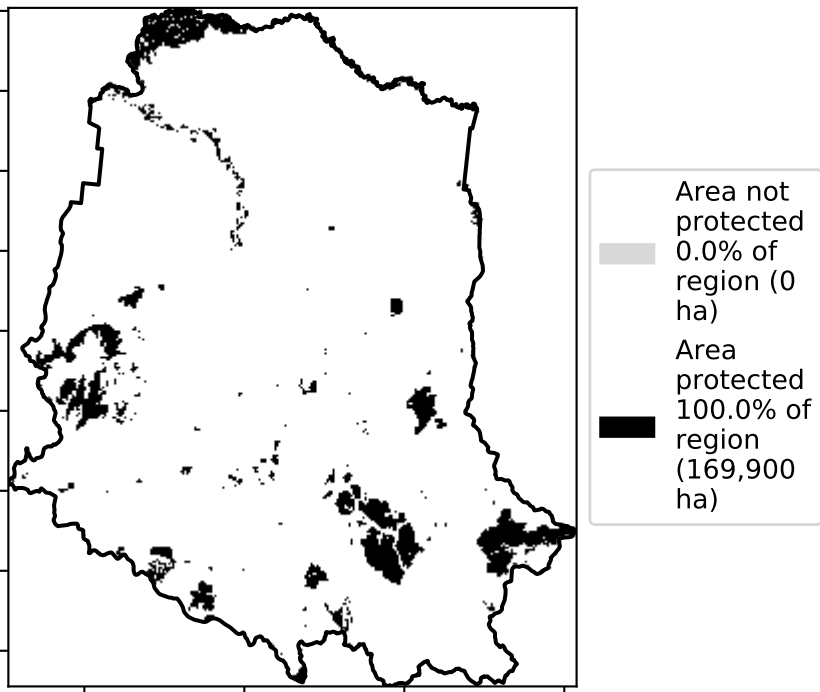 Area not
protected
0.0% of
region (0
ha)
Area
protected
100.0% of
region
(169,900
ha)